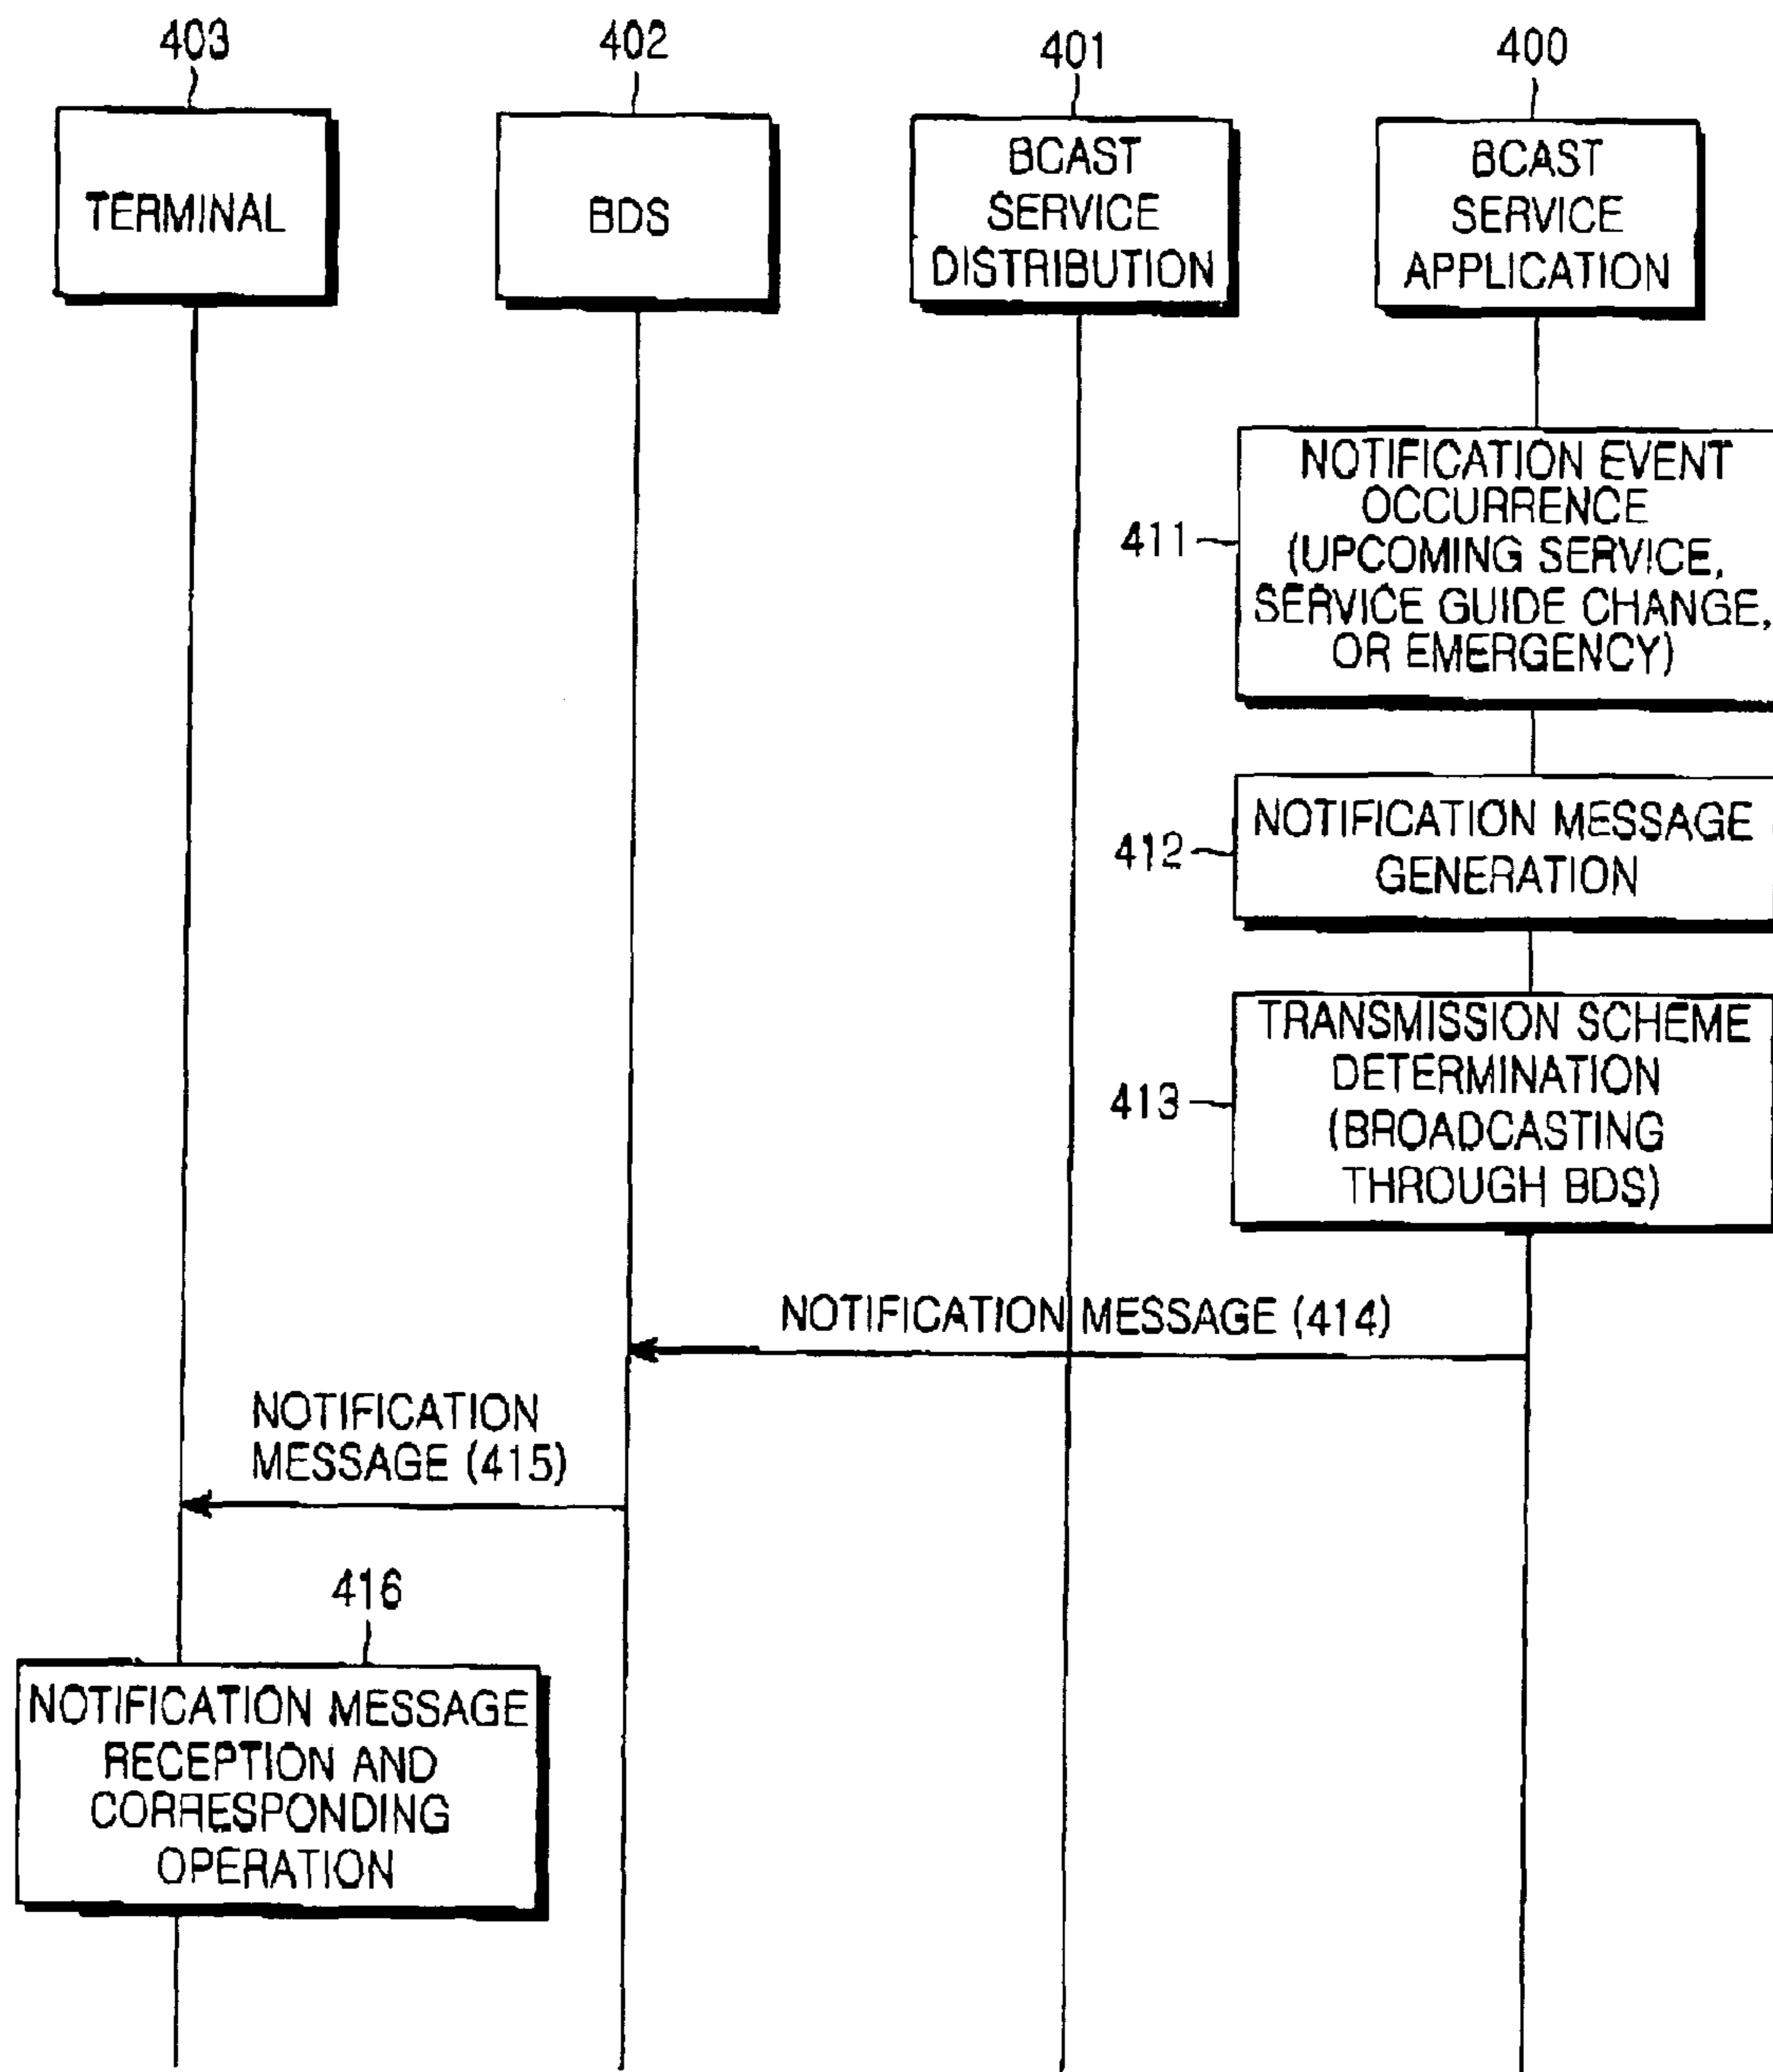 403
402
401
400
TERMINAL
BDS
BCAST
SERVICE
DISTRIBUTION
BCAST
SERVICE
APPLICATION
411
NOTIFICATION EVENT
OCCURRENCE
(UPCOMING SERVICE,
SERVICE GUIDE CHANGE,
OR EMERGENCY)
412
NOTIFICATION MESSAGE
GENERATION
413
TRANSMISSION SCHEME
DETERMINATION
(BROADCASTING
THROUGH BDS)
NOTIFICATION MESSAGE (414)
NOTIFICATION
MESSAGE (415)
416
NOTIFICATION MESSAGE
RECEPTION AND
CORRESPONDING
OPERATION